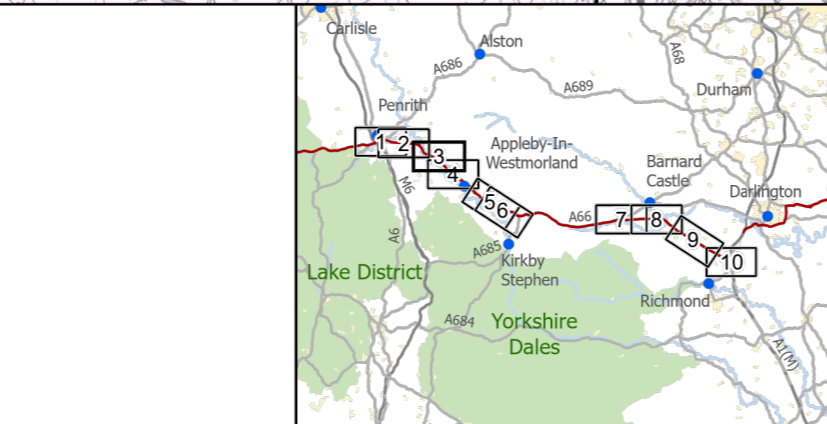 Carlisle
Alston
A686
A68
A689
Durham
Penrith
1
2
3
4
Appleby-In-
Westmorland
Barnard
Castle
Darlington
M6
5
6
A66
7
8
9
10
A6
A685
Kirkby
Stephen
Lake District
Richmond
A684
Yorkshire
Dales
A1(M)